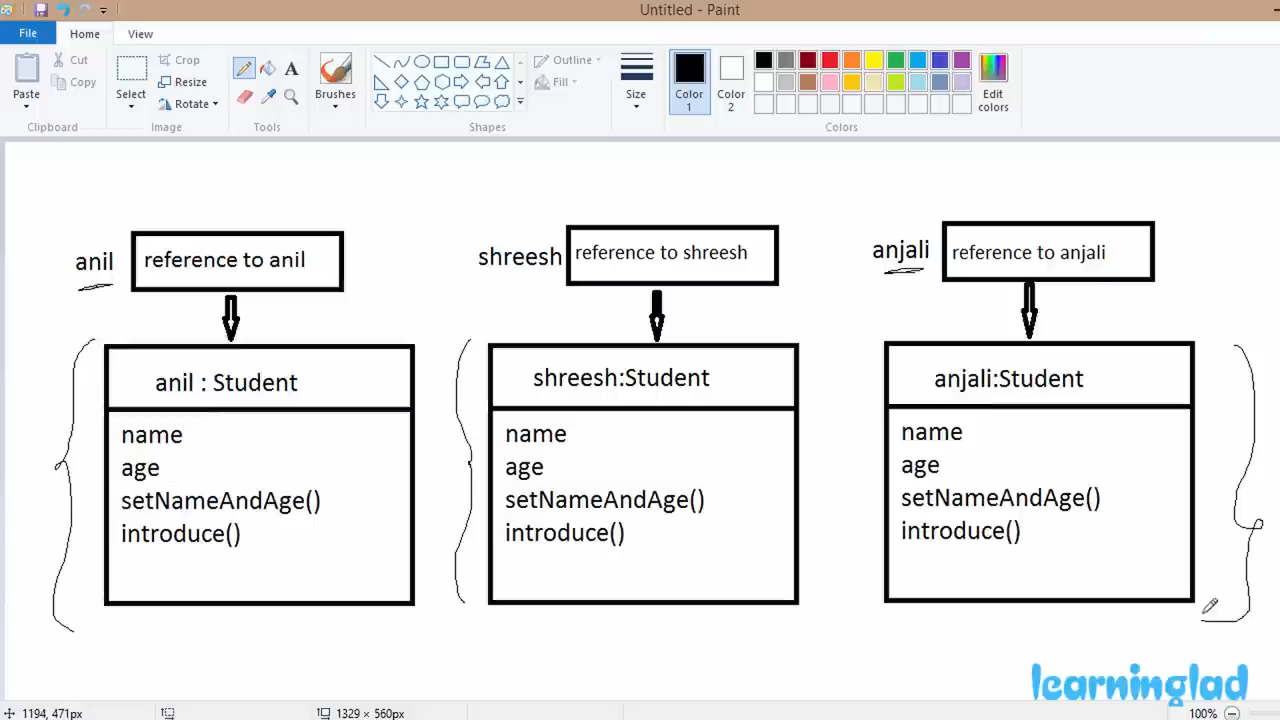 Untitled - Paint
File
Home
View
Paste
Cut
Copy
Clipboard
Select
Crop
Resize
Rotate
Image
Tools
Brushes
Shapes
Outline
Fill
Size
Color 1
Color 2
Edit colors
Colors
anil
reference to anil
anil : Student
name
age
setNameAndAge()
introduce()
shreesh
reference to shreesh
shreesh:Student
name
age
setNameAndAge()
introduce()
anjali
reference to anjali
anjali:Student
name
age
setNameAndAge()
introduce()
learninglad
1194, 471px
1329 × 560px
100%